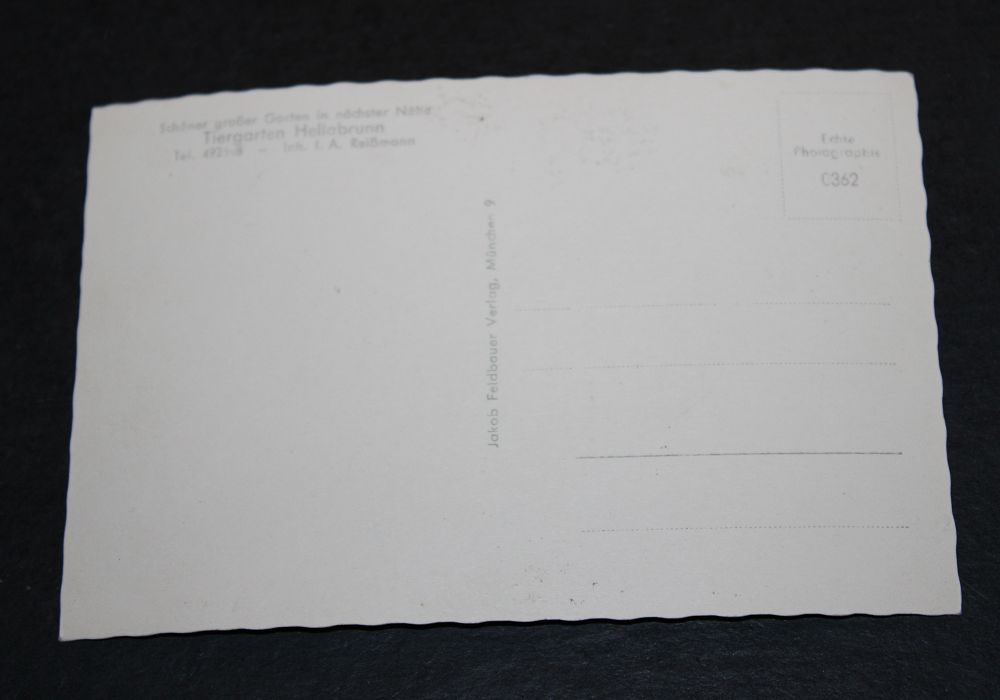 Schöner großer Garten in nächster Nähe
Tiergarten Hellabrunn
Tel. – Inh. I. A. Reißmann
Jakob Feldbauer Verlag, München 9
Echte
Photographie
C362